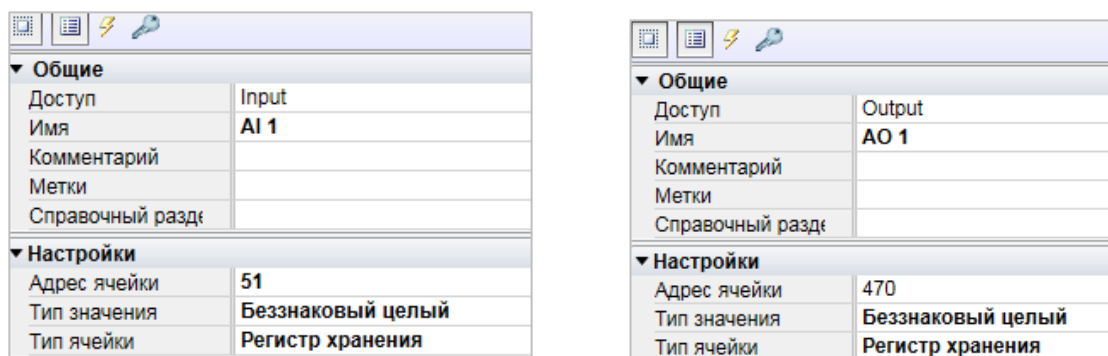 Общие
Доступ Input
Имя AI 1
Комментарий
Метки
Справочный разде
Настройки
Адрес ячейки 51
Тип значения Беззнаковый целый
Тип ячейки Регистр хранения
Общие
Доступ Output
Имя AO 1
Комментарий
Метки
Справочный разде
Настройки
Адрес ячейки 470
Тип значения Беззнаковый целый
Тип ячейки Регистр хранения